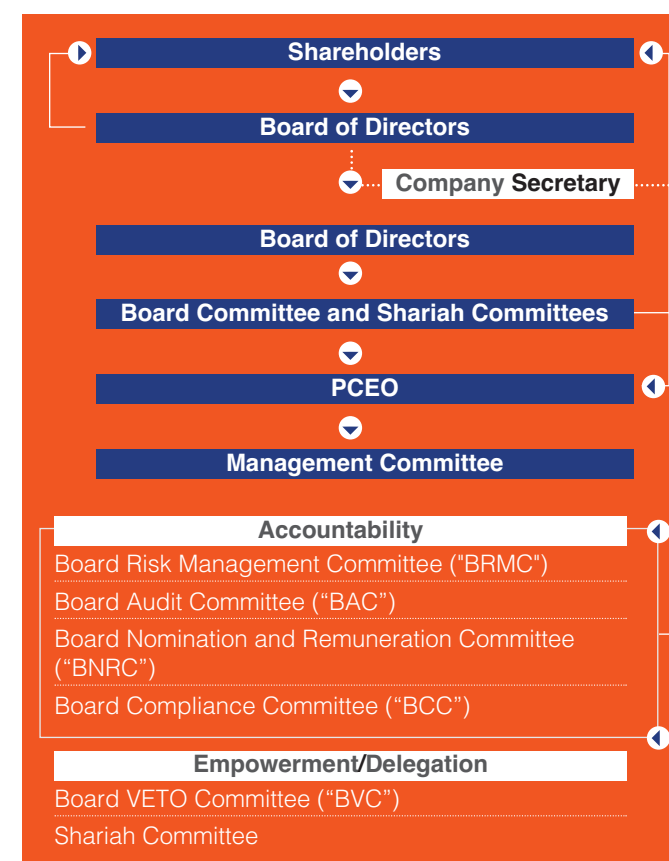 Shareholders
Board of Directors
Company Secretary
Board of Directors
Board Committee and Shariah Committees
PCEO
Management Committee
Accountability
Board Risk Management Committee ("BRMC")
Board Audit Committee (“BAC”)
Board Nomination and Remuneration Committee
(“BNRC”)
Board Compliance Committee (“BCC”)
Empowerment/Delegation
Board VETO Committee (“BVC”)
Shariah Committee